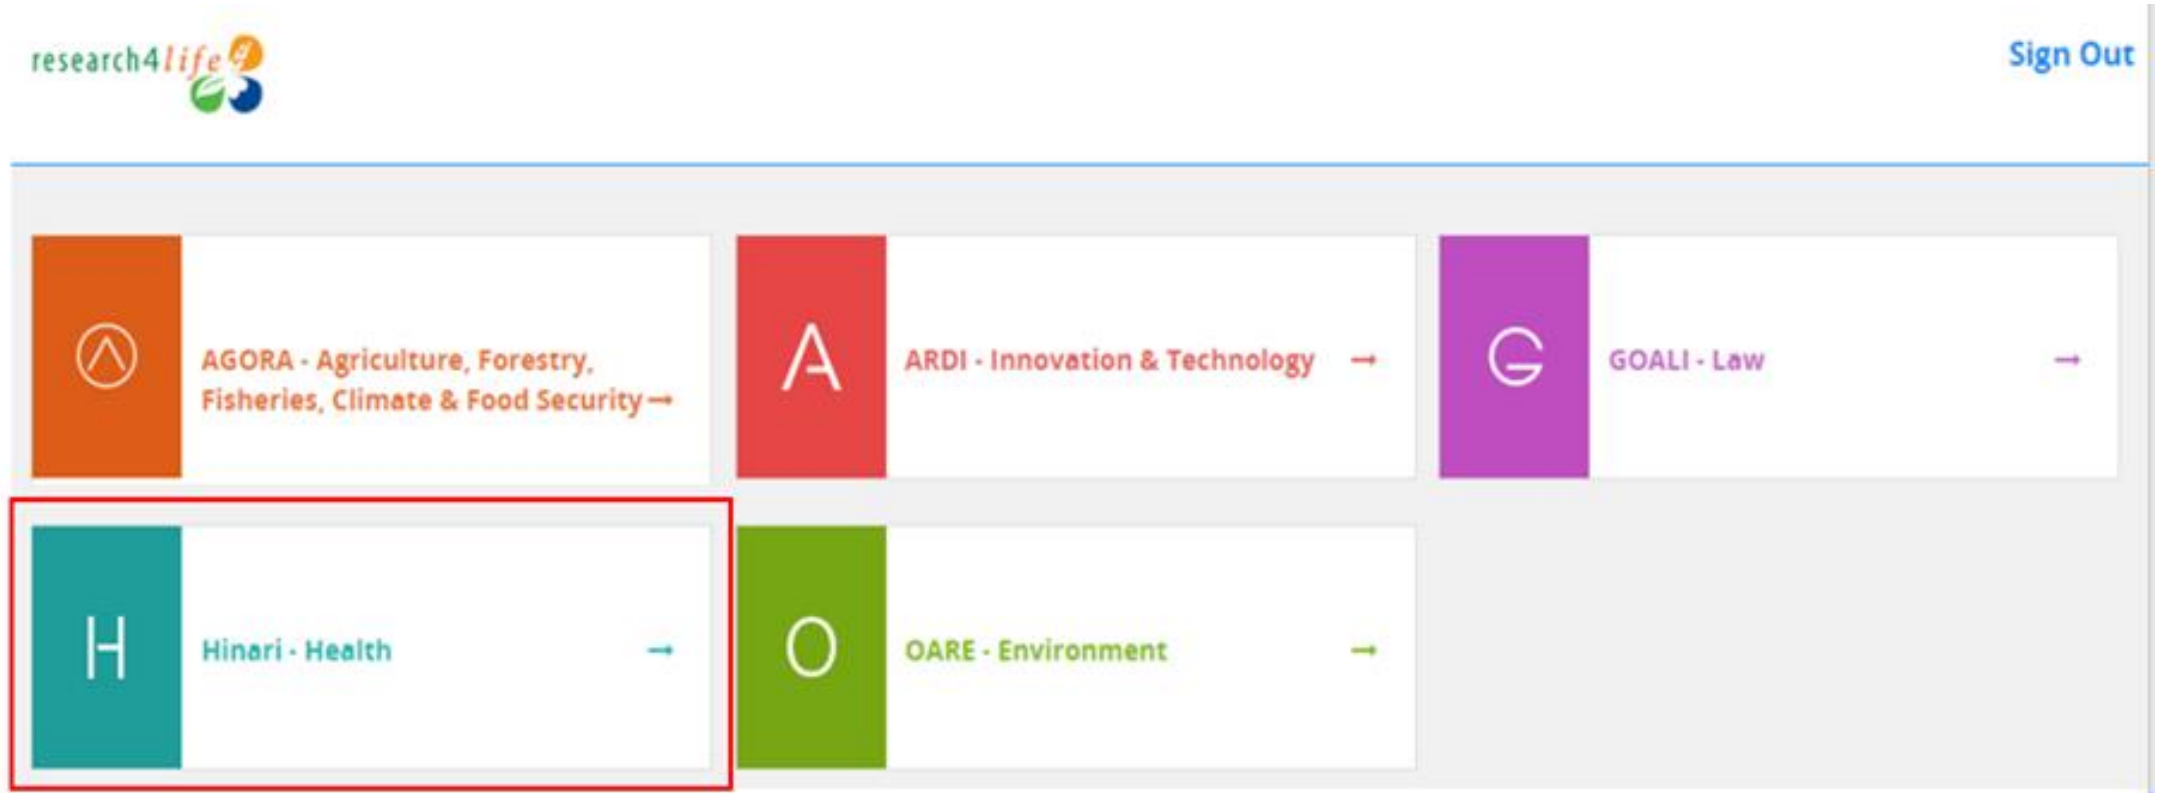 research4life
Sign Out
AGORA - Agriculture, Forestry,
Fisheries, Climate & Food Security →
A
ARDI - Innovation & Technology →
G
GOALI - Law →
H
Hinari - Health →
O
OARE - Environment →